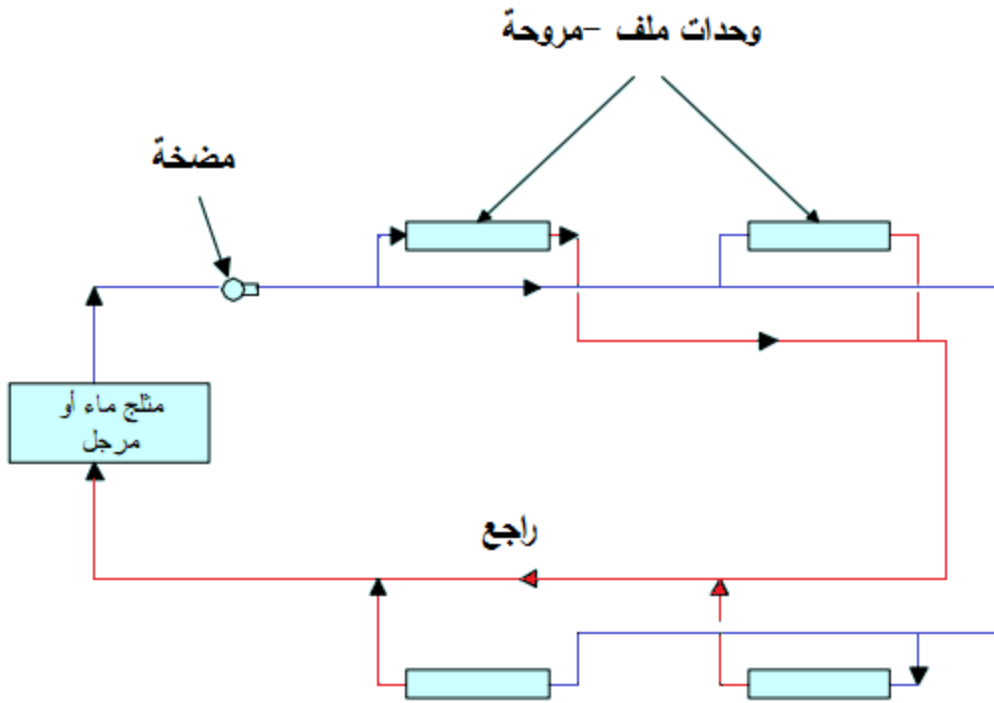 وحدات ملف -مروحة
مضخة
مثلج ماء أو
مرجل
راجع